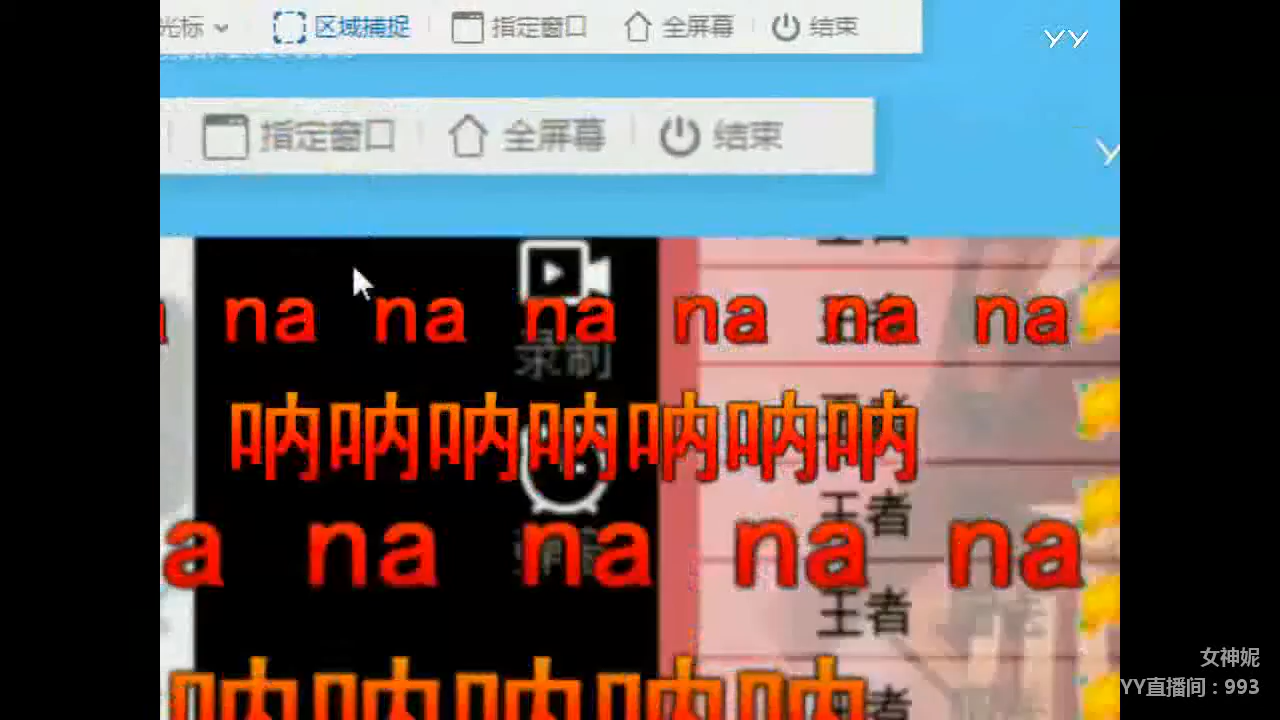 光标 区域捕捉 指定窗口 全屏幕 结束
YY
指定窗口 全屏幕 结束
na na na na na na
录制
呐呐呐呐呐呐呐
王者
a na na na na
王者
呐呐呐呐呐呐
女神妮
YY直播间：993